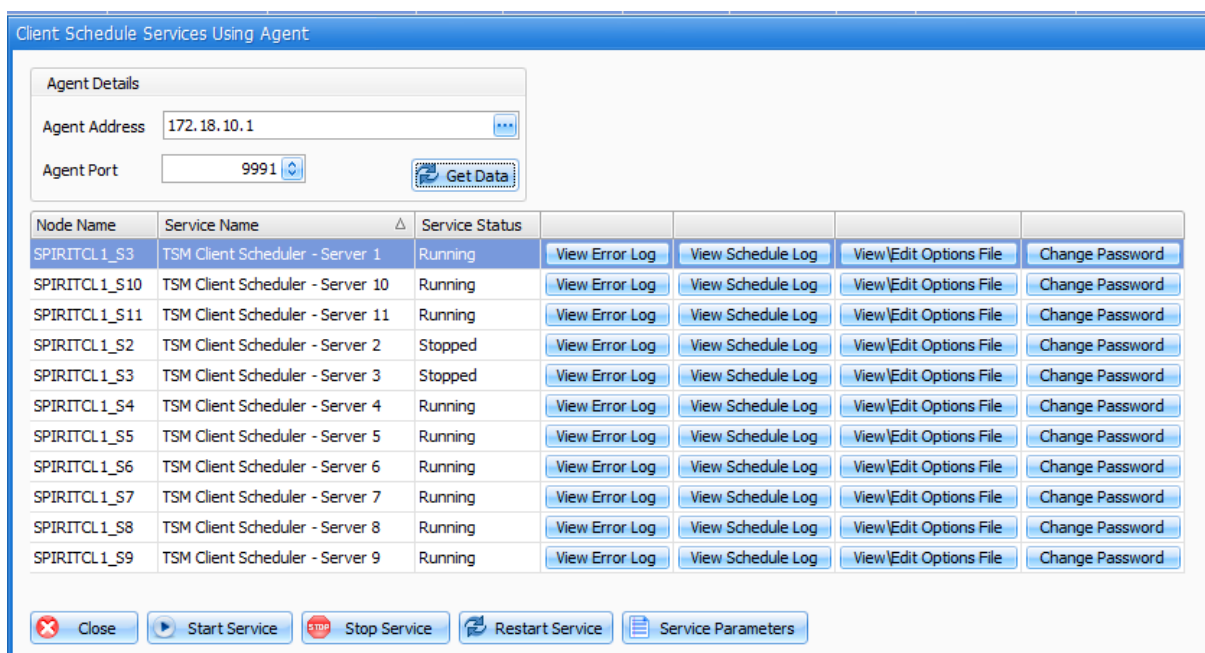 Client Schedule Services Using Agent
Agent Details
Agent Address 172.18.10.1
Agent Port 9991 Get Data
Node Name Service Name Service Status
SPIRITCL1_S3 TSM Client Scheduler - Server 1 Running View Error Log View Schedule Log View\Edit Options File Change Password
SPIRITCL1_S10 TSM Client Scheduler - Server 10 Running View Error Log View Schedule Log View\Edit Options File Change Password
SPIRITCL1_S11 TSM Client Scheduler - Server 11 Running View Error Log View Schedule Log View\Edit Options File Change Password
SPIRITCL1_S2 TSM Client Scheduler - Server 2 Stopped View Error Log View Schedule Log View\Edit Options File Change Password
SPIRITCL1_S3 TSM Client Scheduler - Server 3 Stopped View Error Log View Schedule Log View\Edit Options File Change Password
SPIRITCL1_S4 TSM Client Scheduler - Server 4 Running View Error Log View Schedule Log View\Edit Options File Change Password
SPIRITCL1_S5 TSM Client Scheduler - Server 5 Running View Error Log View Schedule Log View\Edit Options File Change Password
SPIRITCL1_S6 TSM Client Scheduler - Server 6 Running View Error Log View Schedule Log View\Edit Options File Change Password
SPIRITCL1_S7 TSM Client Scheduler - Server 7 Running View Error Log View Schedule Log View\Edit Options File Change Password
SPIRITCL1_S8 TSM Client Scheduler - Server 8 Running View Error Log View Schedule Log View\Edit Options File Change Password
SPIRITCL1_S9 TSM Client Scheduler - Server 9 Running View Error Log View Schedule Log View\Edit Options File Change Password
Close Start Service STOP Stop Service Restart Service Service Parameters